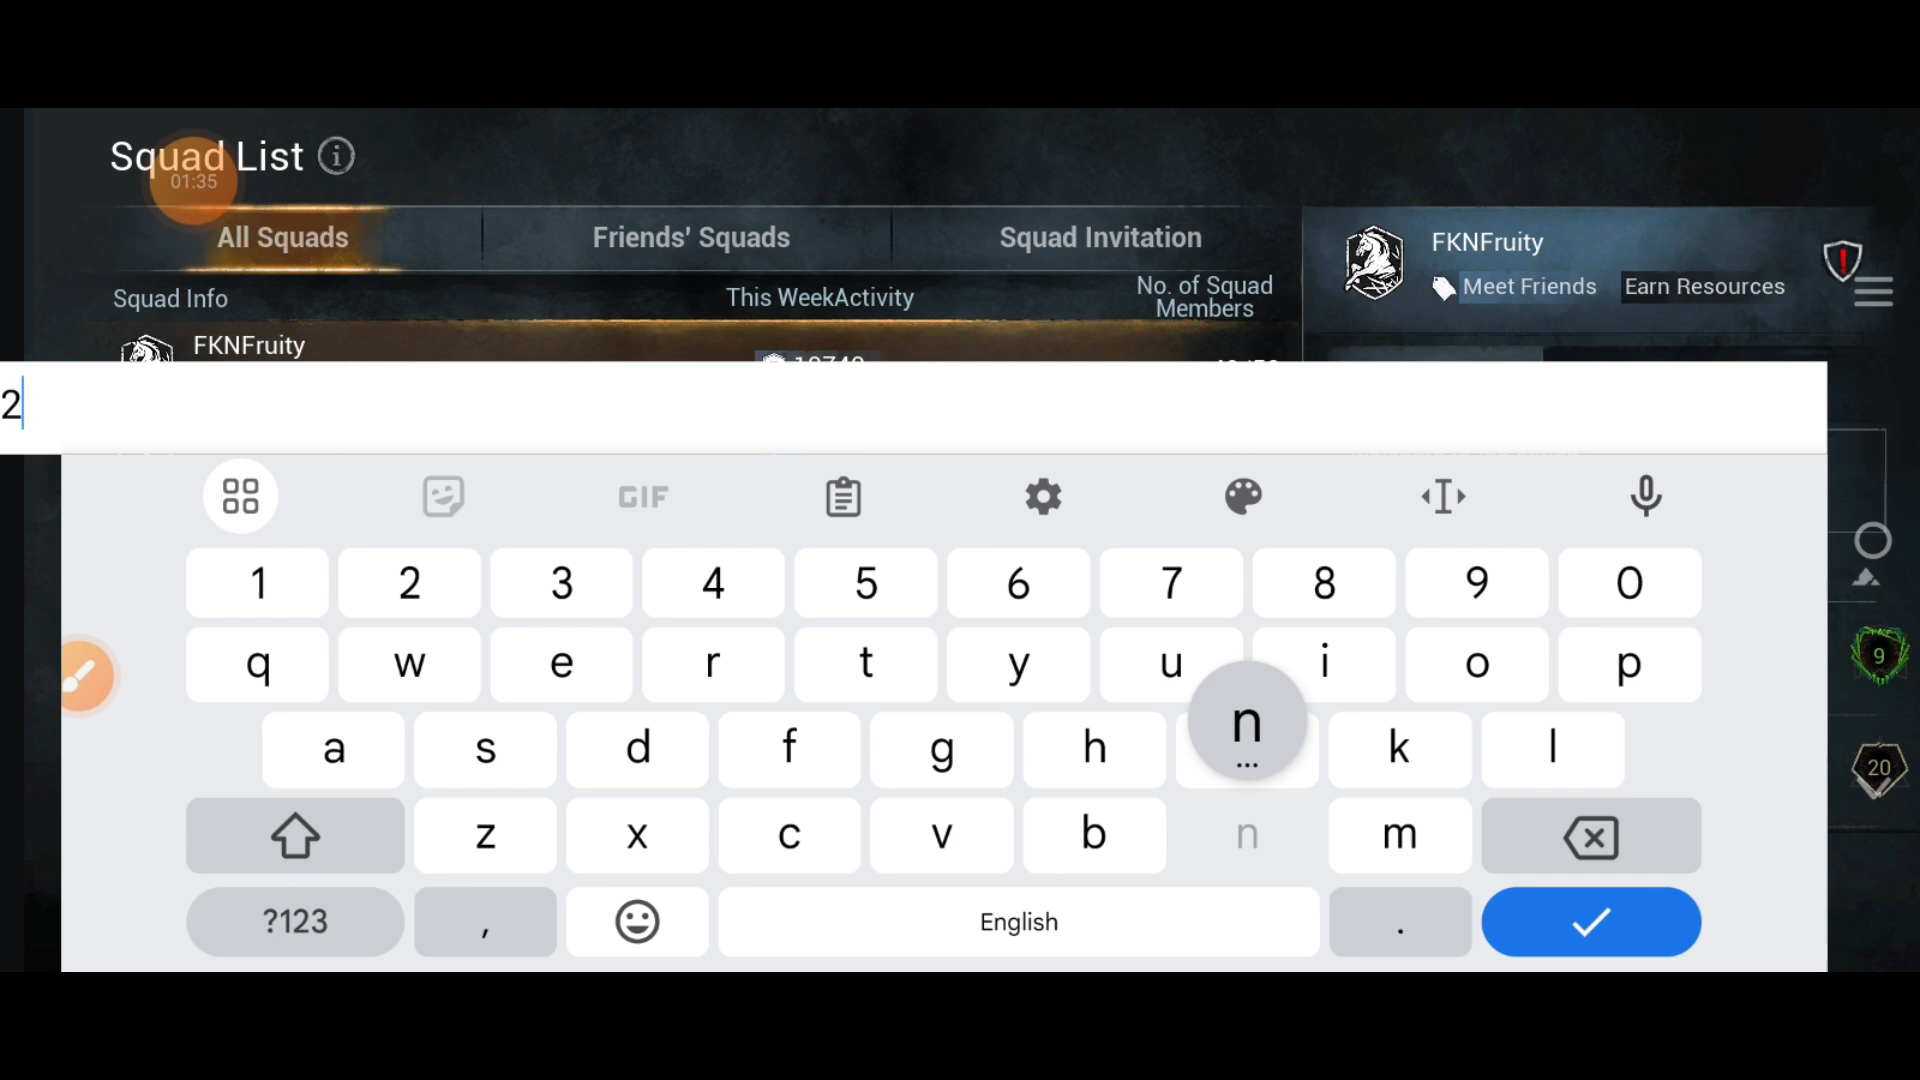 Squad List
01:35
All Squads
Friends' Squads
Squad Invitation
FKNFruity
Meet Friends
Earn Resources
Squad Info
This WeekActivity
No. of Squad
Members
FKNFruity
2
GIF
1 2 3 4 5 6 7 8 9 0
q w e r t y u i o p
9
n
a s d f g h k l
20
z x c v b n m
?123 , English .